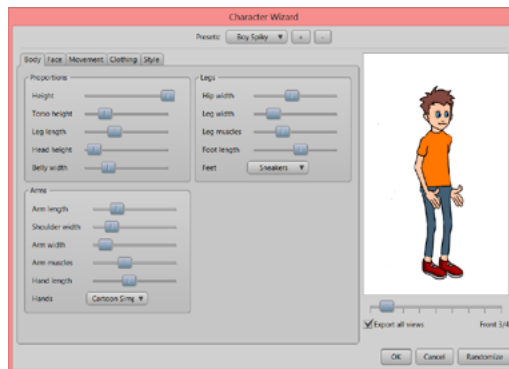 Character Wizard
Presets: Boy Spiky + -
Body Face Movement Clothing Style
Proportions
Height
Torso height
Leg length
Head height
Belly width
Legs
Hip width
Leg width
Leg muscles
Foot length
Feet Sneakers
Arms
Arm length
Shoulder width
Arm width
Arm muscles
Hand length
Hands Cartoon Simp
Export all views Front 3/4
OK Cancel Randomize